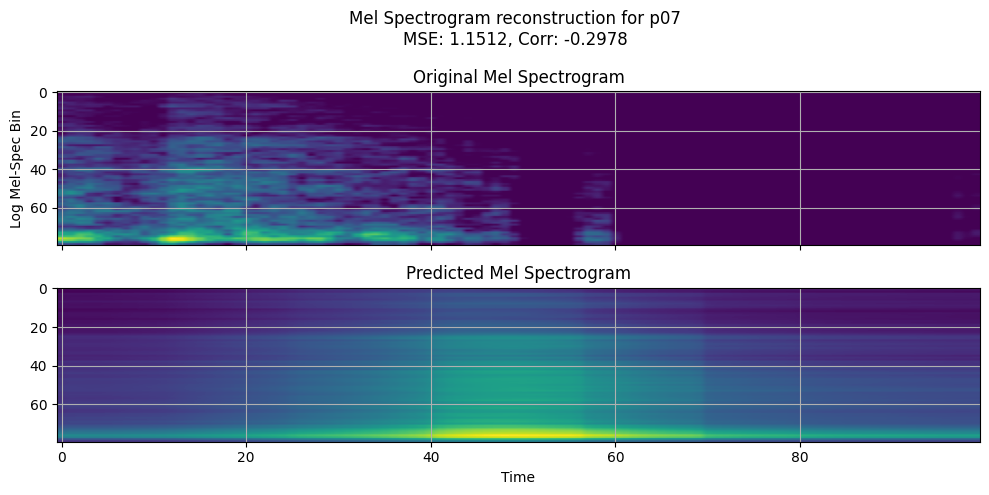 Mel Spectrogram reconstruction for p07
MSE: 1.1512, Corr: -0.2978
Original Mel Spectrogram
0
20
40
60
Log Mel-Spec Bin
Predicted Mel Spectrogram
0
20
40
60
0 20 40 60 80
Time